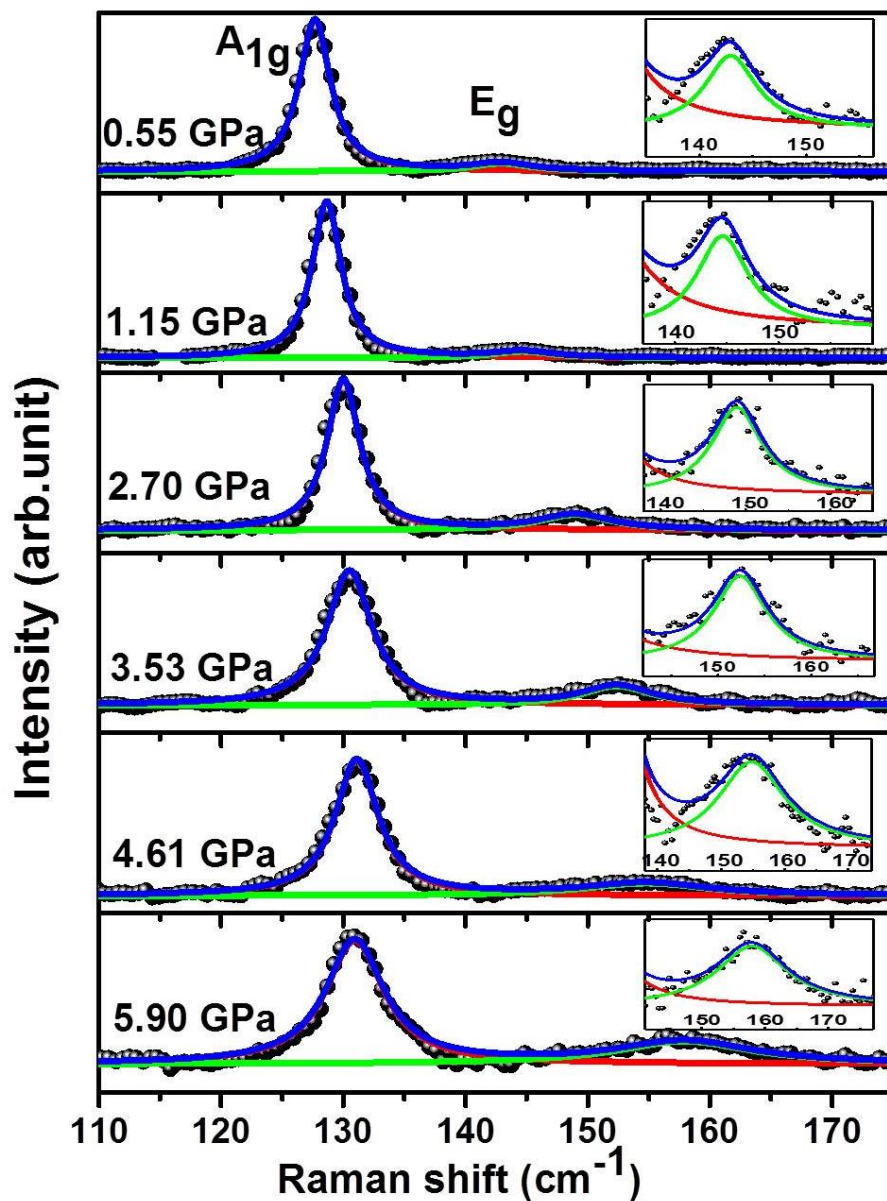 A1g
Eg
0.55 GPa
140 150
1.15 GPa
140 150
2.70 GPa
140 150 160
3.53 GPa
150 160
4.61 GPa
140 150 160 170
5.90 GPa
150 160 170
110 120 130 140 150 160 170
Raman shift (cm-1)
Intensity (arb.unit)